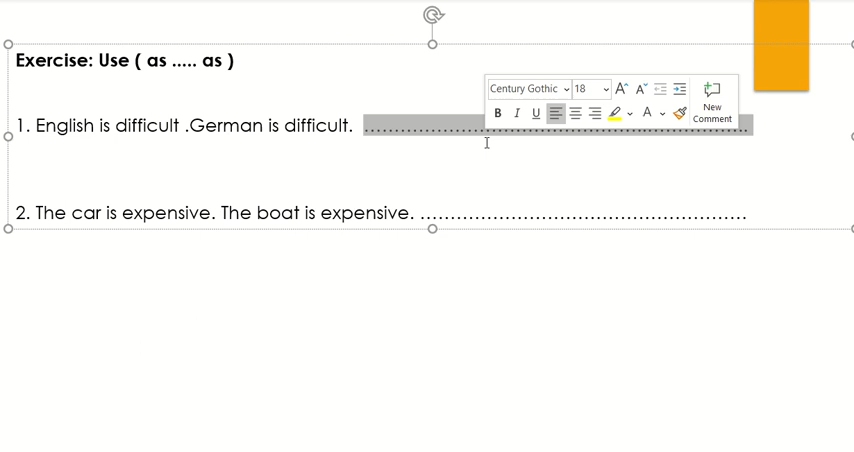 Exercise: Use ( as ..... as )
Century Gothic 18
New
Comment
1. English is difficult .German is difficult. ………………………………………………………
2. The car is expensive. The boat is expensive. ………………………………………………